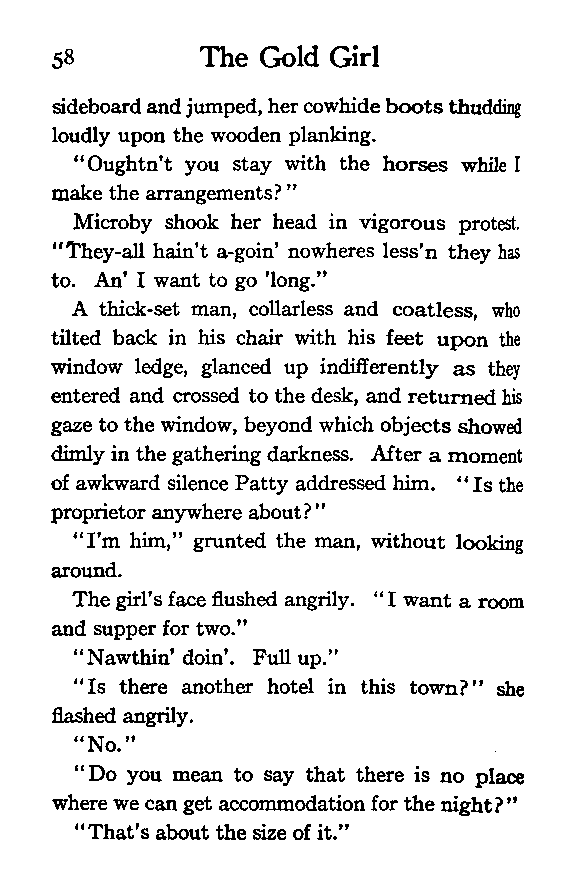 58 The Gold Girl
sideboard and jumped, her cowhide boots thudding
loudly upon the wooden planking.
"Oughtn't you stay with the horses while I
make the arrangements?"
Microby shook her head in vigorous protest.
"They-all hain't a-goin' nowheres less'n they has
to. An' I want to go 'long."
A thick-set man, collarless and coatless, who
tilted back in his chair with his feet upon the
window ledge, glanced up indifferently as they
entered and crossed to the desk, and returned his
gaze to the window, beyond which objects showed
dimly in the gathering darkness. After a moment
of awkward silence Patty addressed him. "Is the
proprietor anywhere about?"
"I'm him," grunted the man, without looking
around.
The girl's face flushed angrily. "I want a room
and supper for two."
"Nawthin' doin'. Full up."
"Is there another hotel in this town?" she
flashed angrily.
"No."
"Do you mean to say that there is no place
where we can get accommodation for the night?"
"That's about the size of it."